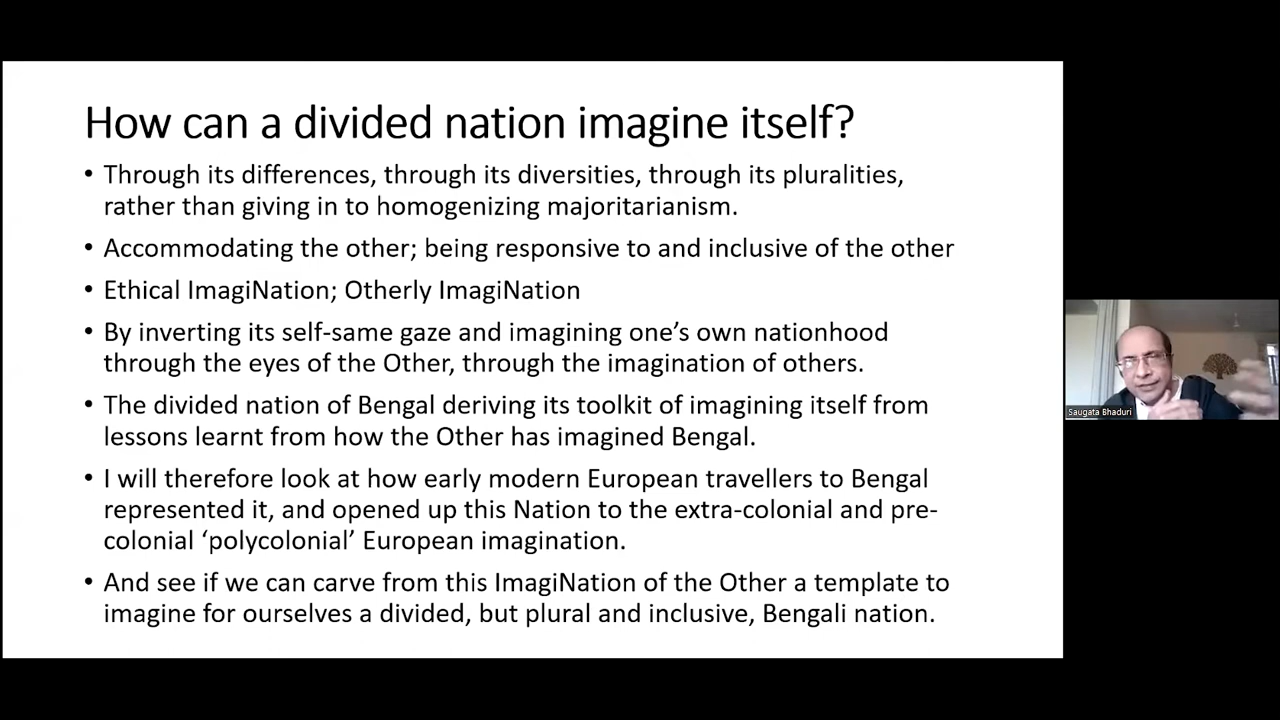 How can a divided nation imagine itself?
• Through its differences, through its diversities, through its pluralities,
rather than giving in to homogenizing majoritarianism.
• Accommodating the other; being responsive to and inclusive of the other
• Ethical ImagiNation; Otherly ImagiNation
• By inverting its self-same gaze and imagining one’s own nationhood
through the eyes of the Other, through the imagination of others.
• The divided nation of Bengal deriving its toolkit of imagining itself from
lessons learnt from how the Other has imagined Bengal.
• I will therefore look at how early modern European travellers to Bengal
represented it, and opened up this Nation to the extra-colonial and pre-
colonial ‘polycolonial’ European imagination.
• And see if we can carve from this ImagiNation of the Other a template to
imagine for ourselves a divided, but plural and inclusive, Bengali nation.
Saugata Bhaduri